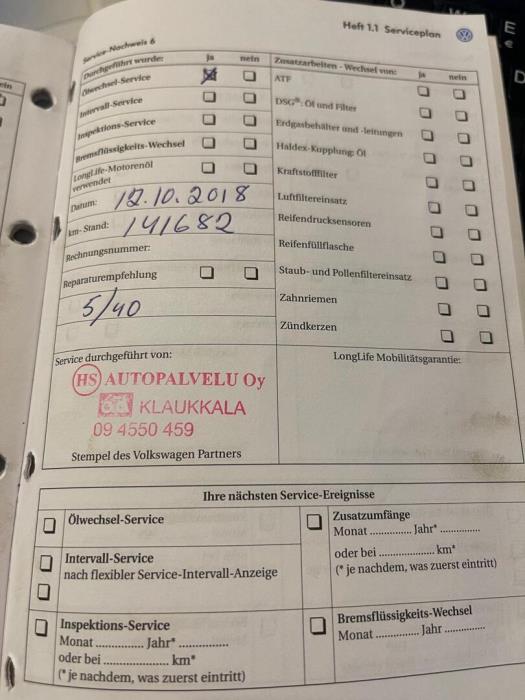 Heft 1.1 Serviceplan
Service-Nachweis 6
Durchgeführt wurde: ja nein
Ölwechsel-Service
Intervall-Service
Inspektions-Service
Bremsflüssigkeits-Wechsel
LongLife-Motorenöl
verwendet
Datum: 12.10.2018
km-Stand: 141682
Rechnungsnummer:
Reparaturempfehlung
5/40
Zusatzarbeiten - Wechsel von: ja nein
ATF
DSG®: Öl und Filter
Erdgasbehälter und -leitungen
Haldex-Kupplung: Öl
Kraftstofffilter
Luftfiltereinsatz
Reifendrucksensoren
Reifenfüllflasche
Staub- und Pollenfiltereinsatz
Zahnriemen
Zündkerzen
Service durchgeführt von:
HS AUTOPALVELU Oy
KLAUKKALA
09 4550 459
Stempel des Volkswagen Partners
LongLife Mobilitätsgarantie:
Ihre nächsten Service-Ereignisse
Ölwechsel-Service
Intervall-Service
nach flexibler Service-Intervall-Anzeige
Inspektions-Service
Monat .............. Jahr* ...............
oder bei ................... km*
(*je nachdem, was zuerst eintritt)
Zusatzumfänge
Monat ............. Jahr* ............
oder bei ................ km*
(*je nachdem, was zuerst eintritt)
Bremsflüssigkeits-Wechsel
Monat ............. Jahr ............